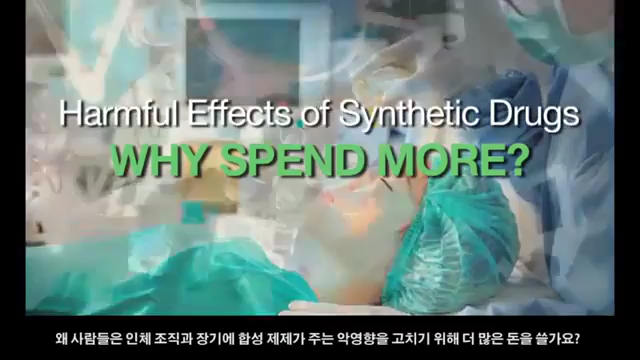 Harmful Effects of Synthetic Drugs
WHY SPEND MORE?
왜 사람들은 인체 조직과 장기에 합성 제제가 주는 악영향을 고치기 위해 더 많은 돈을 쓸가요?